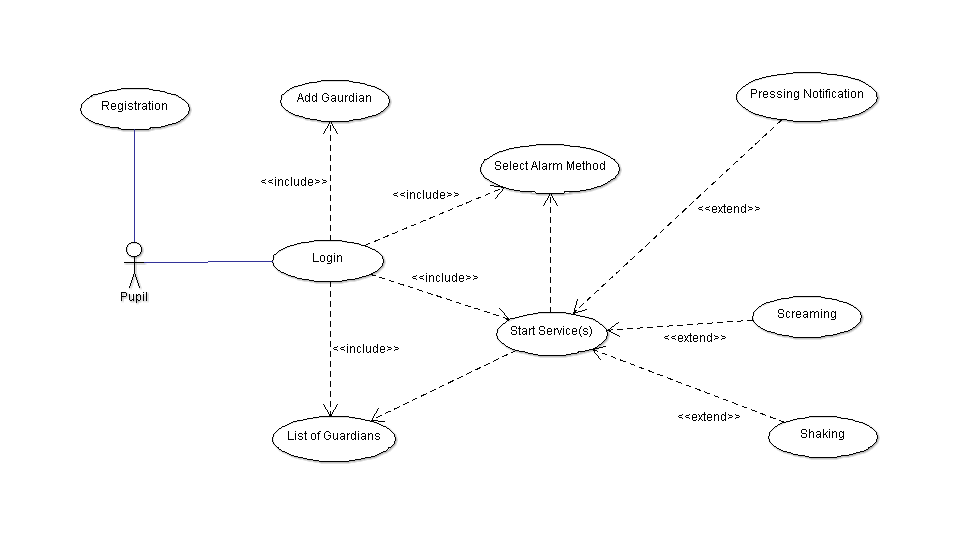 Pressing Notification
Add Gaurdian
Registration
Select Alarm Method
<<include>>
<<include>>
<<extend>>
Login
<<include>>
Pupil
Screaming
Start Service(s)
<<extend>>
<<include>>
<<extend>>
List of Guardians
Shaking